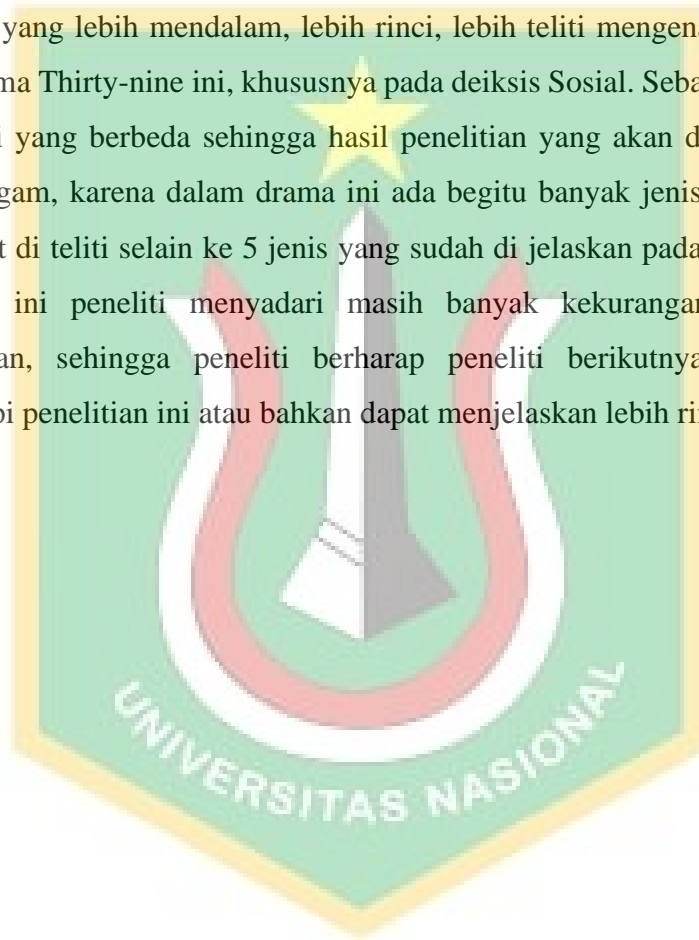 yang lebih mendalam, lebih rinci, lebih teliti mengena
ma Thirty-nine ini, khususnya pada deiksis Sosial. Seba
i yang berbeda sehingga hasil penelitian yang akan d
gam, karena dalam drama ini ada begitu banyak jenis
t di teliti selain ke 5 jenis yang sudah di jelaskan pada
ini peneliti menyadari masih banyak kekurangan
an, sehingga peneliti berharap peneliti berikutnya
pi penelitian ini atau bahkan dapat menjelaskan lebih ri
UNIVERSITAS NASIONAL